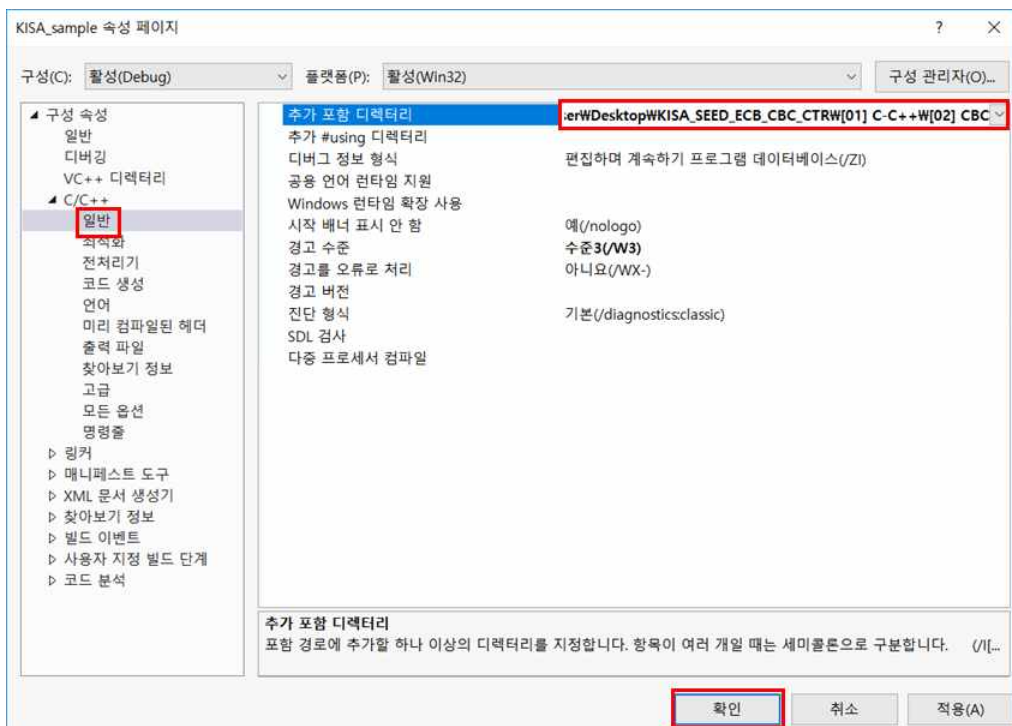 KISA_sample 속성 페이지 ? ×
구성(C): 활성(Debug) 플랫폼(P): 활성(Win32) 구성 관리자(O)...
구성 속성
일반
디버깅
VC++ 디렉터리
C/C++
일반
최적화
전처리기
코드 생성
언어
미리 컴파일된 헤더
출력 파일
찾아보기 정보
고급
모든 옵션
명령줄
링커
매니페스트 도구
XML 문서 생성기
찾아보기 정보
빌드 이벤트
사용자 지정 빌드 단계
코드 분석
추가 포함 디렉터리 :er₩Desktop₩KISA_SEED_ECB_CBC_CTR₩[01] C-C++₩[02] CBC
추가 #using 디렉터리
디버그 정보 형식 편집하며 계속하기 프로그램 데이터베이스(/ZI)
공용 언어 런타임 지원
Windows 런타임 확장 사용
시작 배너 표시 안 함 예(/nologo)
경고 수준 수준3(/W3)
경고를 오류로 처리 아니요(/WX-)
경고 버전
진단 형식 기본(/diagnostics:classic)
SDL 검사
다중 프로세서 컴파일
추가 포함 디렉터리
포함 경로에 추가할 하나 이상의 디렉터리를 지정합니다. 항목이 여러 개일 때는 세미콜론으로 구분합니다. (/I[...
확인 취소 적용(A)